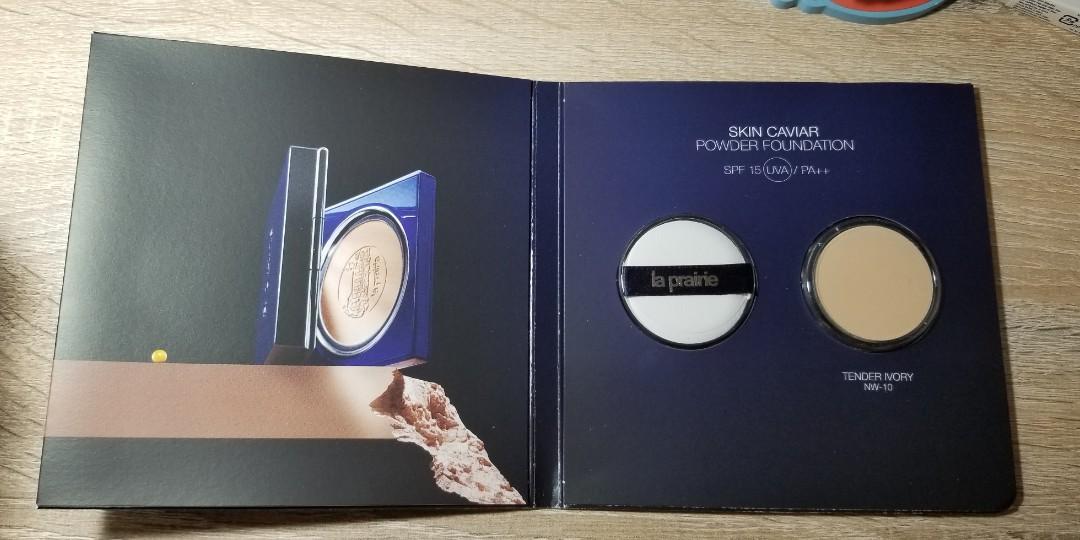 SKIN CAVIAR
POWDER FOUNDATION
SPF 15 UVA / PA++
la prairie
TENDER IVORY
NW-10